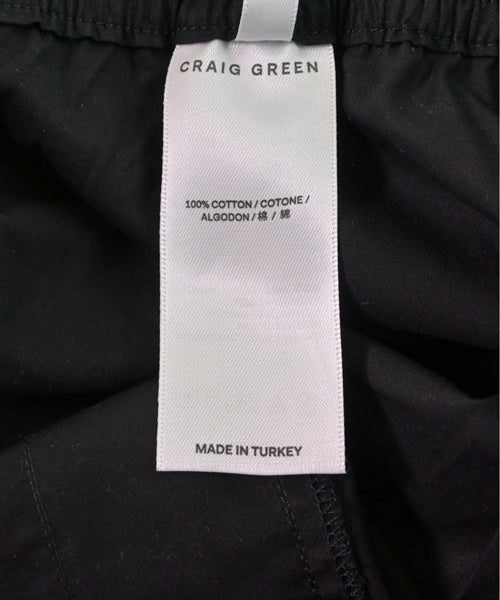 CRAIG GREEN
100% COTTON / COTONE /
ALGODON / 棉 / 綿
MADE IN TURKEY